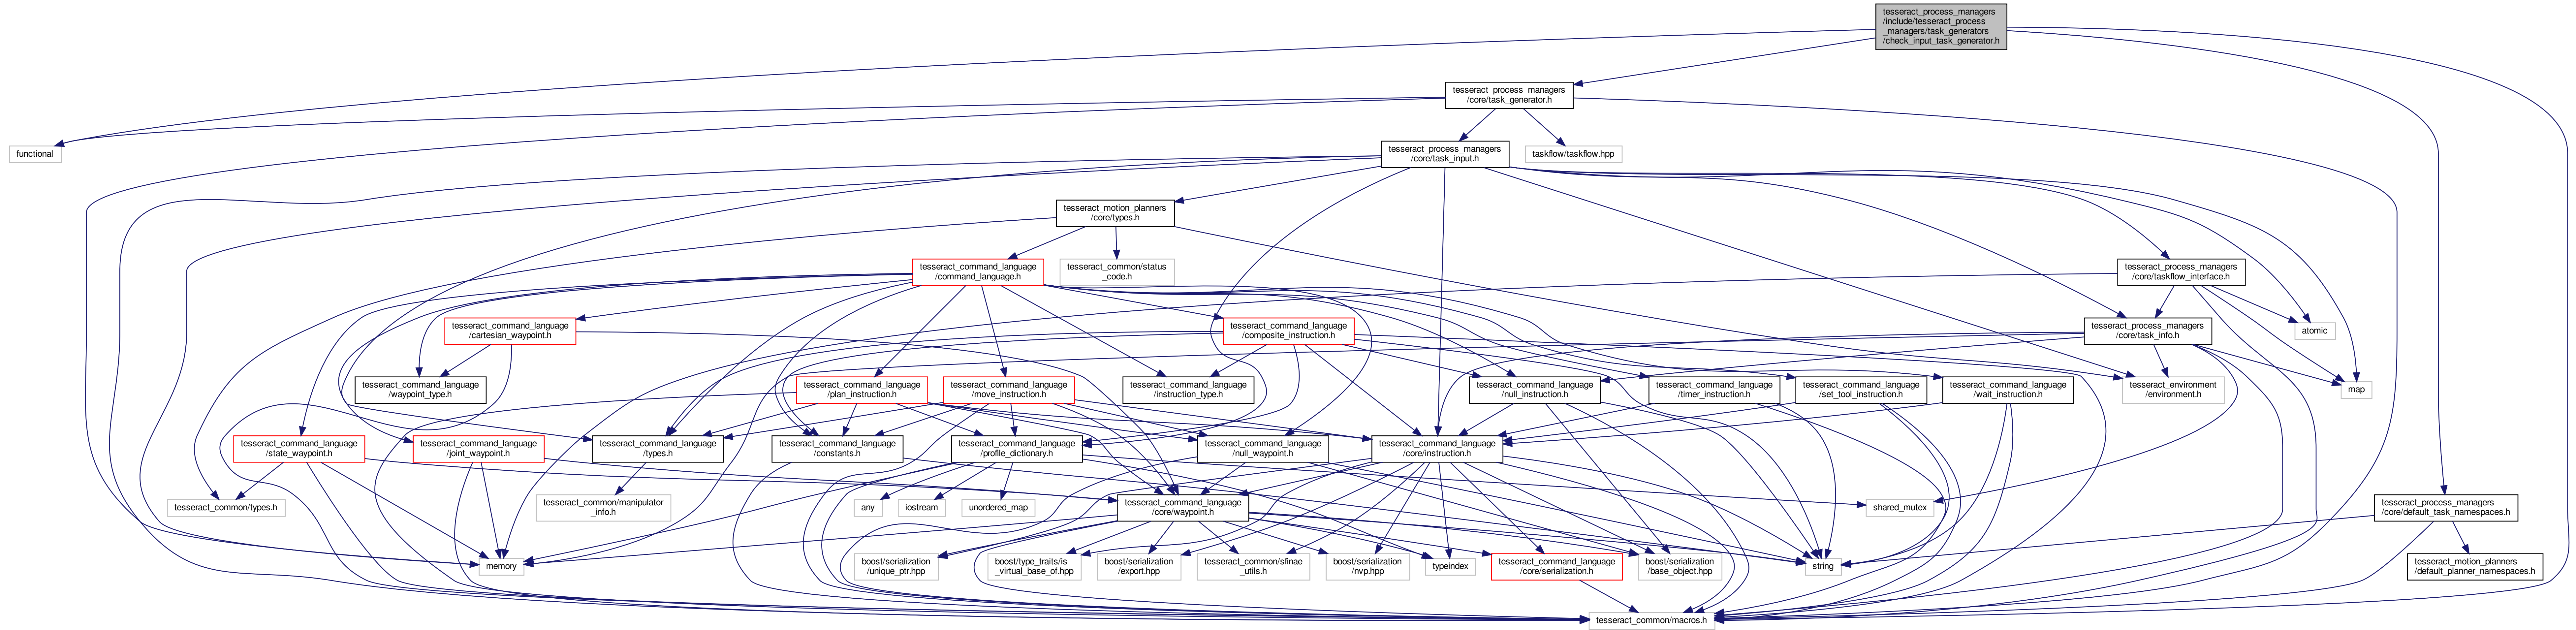 tesseract_process_managers
/include/tesseract_process
_managers/task_generators
/check_input_task_generator.h
tesseract_process_managers
/core/task_generator.h
functional
tesseract_process_managers
/core/task_input.h
taskflow/taskflow.hpp
tesseract_motion_planners
/core/types.h
tesseract_command_language
/command_language.h
tesseract_common/status
_code.h
tesseract_process_managers
/core/taskflow_interface.h
tesseract_command_language
/cartesian_waypoint.h
tesseract_command_language
/composite_instruction.h
tesseract_process_managers
/core/task_info.h
atomic
tesseract_command_language
/waypoint_type.h
tesseract_command_language
/plan_instruction.h
tesseract_command_language
/move_instruction.h
tesseract_command_language
/instruction_type.h
tesseract_command_language
/null_instruction.h
tesseract_command_language
/timer_instruction.h
tesseract_command_language
/set_tool_instruction.h
tesseract_command_language
/wait_instruction.h
tesseract_environment
/environment.h
map
tesseract_command_language
/state_waypoint.h
tesseract_command_language
/joint_waypoint.h
tesseract_command_language
/types.h
tesseract_command_language
/constants.h
tesseract_command_language
/profile_dictionary.h
tesseract_command_language
/null_waypoint.h
tesseract_command_language
/core/instruction.h
tesseract_common/types.h
tesseract_common/manipulator
_info.h
any
iostream
unordered_map
tesseract_command_language
/core/waypoint.h
shared_mutex
tesseract_process_managers
/core/default_task_namespaces.h
memory
boost/serialization
/unique_ptr.hpp
boost/type_traits/is
_virtual_base_of.hpp
boost/serialization
/export.hpp
tesseract_common/sfinae
_utils.h
boost/serialization
/nvp.hpp
typeindex
tesseract_command_language
/core/serialization.h
boost/serialization
/base_object.hpp
string
tesseract_motion_planners
/default_planner_namespaces.h
tesseract_common/macros.h